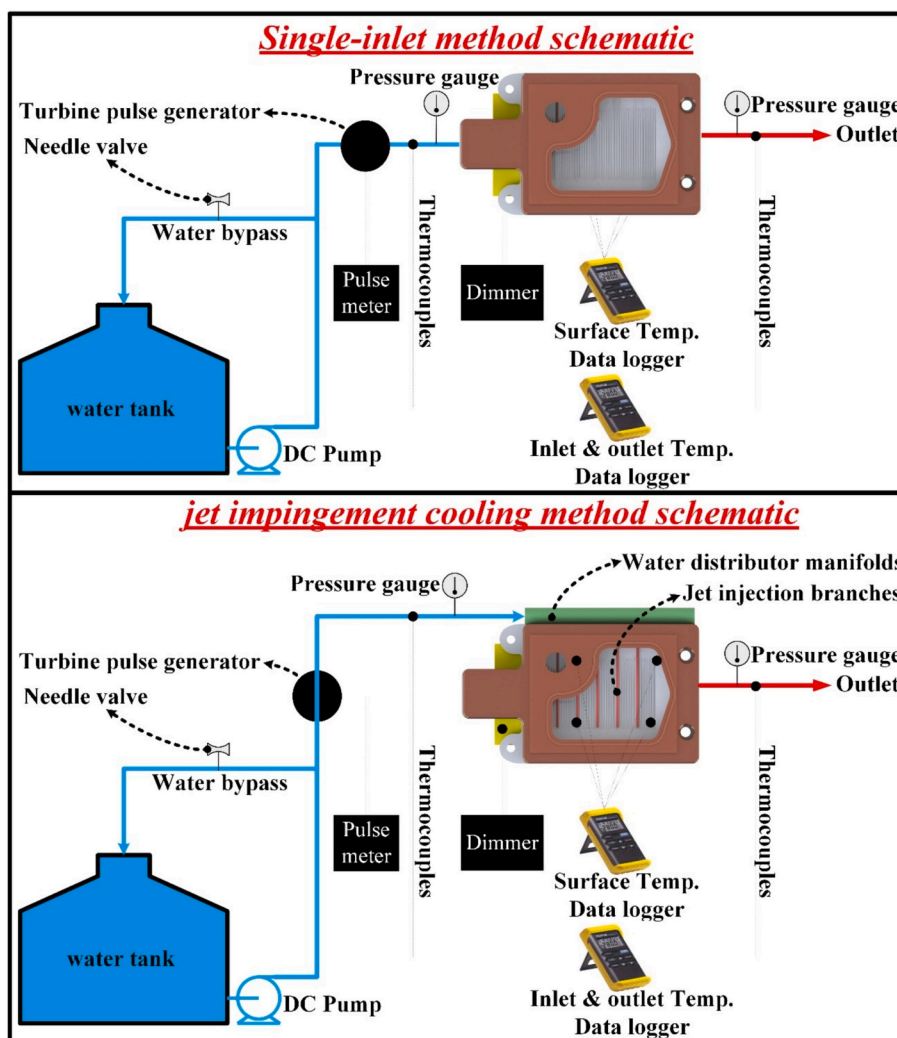 Single-inlet method schematic
Pressure gauge
Turbine pulse generator
Pressure gauge
Needle valve
Outlet
Water bypass
Thermocouples
Thermocouples
Pulse
meter
Dimmer
Surface Temp.
Data logger
water tank
DC Pump
Inlet & outlet Temp.
Data logger
jet impingement cooling method schematic
Water distributor manifolds
Pressure gauge
Jet injection branches
Turbine pulse generator
Pressure gauge
Needle valve
Outlet
Water bypass
Thermocouples
Thermocouples
Pulse
meter
Dimmer
Surface Temp.
Data logger
water tank
DC Pump
Inlet & outlet Temp.
Data logger